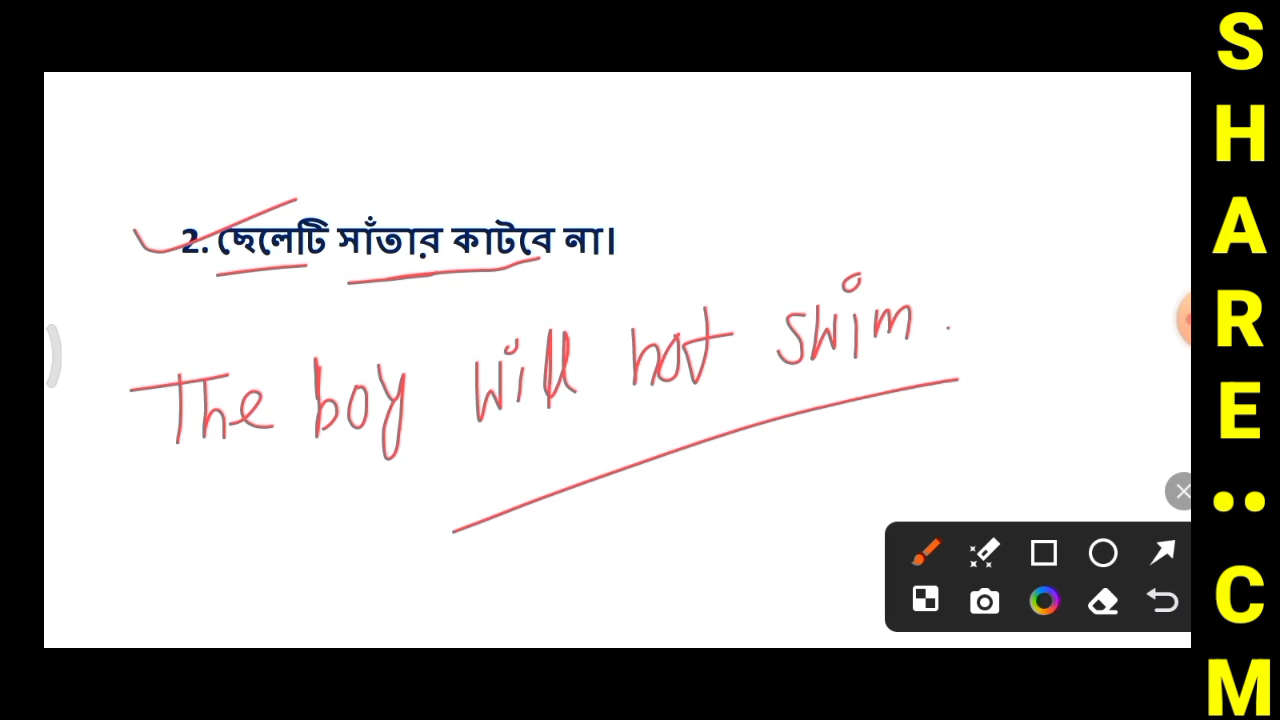 2. ছেলেটি সাঁতার কাটবে না।
The boy will not swim.
SHARE..CM